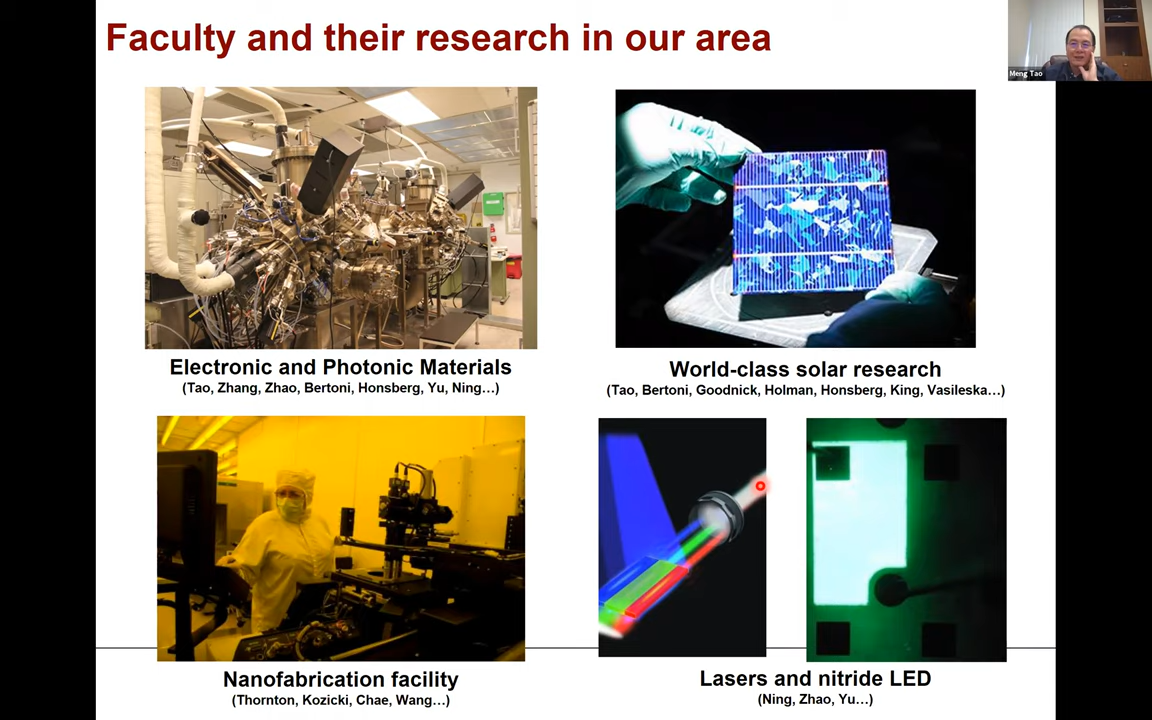 Faculty and their research in our area
Meng Tao
Electronic and Photonic Materials
(Tao, Zhang, Zhao, Bertoni, Honsberg, Yu, Ning…)
World-class solar research
(Tao, Bertoni, Goodnick, Holman, Honsberg, King, Vasileska…)
Nanofabrication facility
(Thornton, Kozicki, Chae, Wang…)
Lasers and nitride LED
(Ning, Zhao, Yu…)